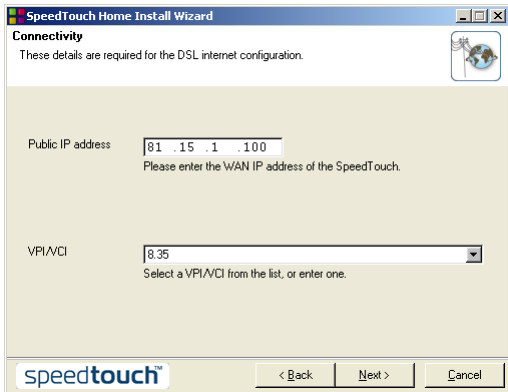 SpeedTouch Home Install Wizard
Connectivity
These details are required for the DSL internet configuration.
Public IP address
81 .15 .1 .100
Please enter the WAN IP address of the SpeedTouch.
VPI/VCI
8.35
Select a VPI/VCI from the list, or enter one.
speedtouch™
< Back
Next >
Cancel